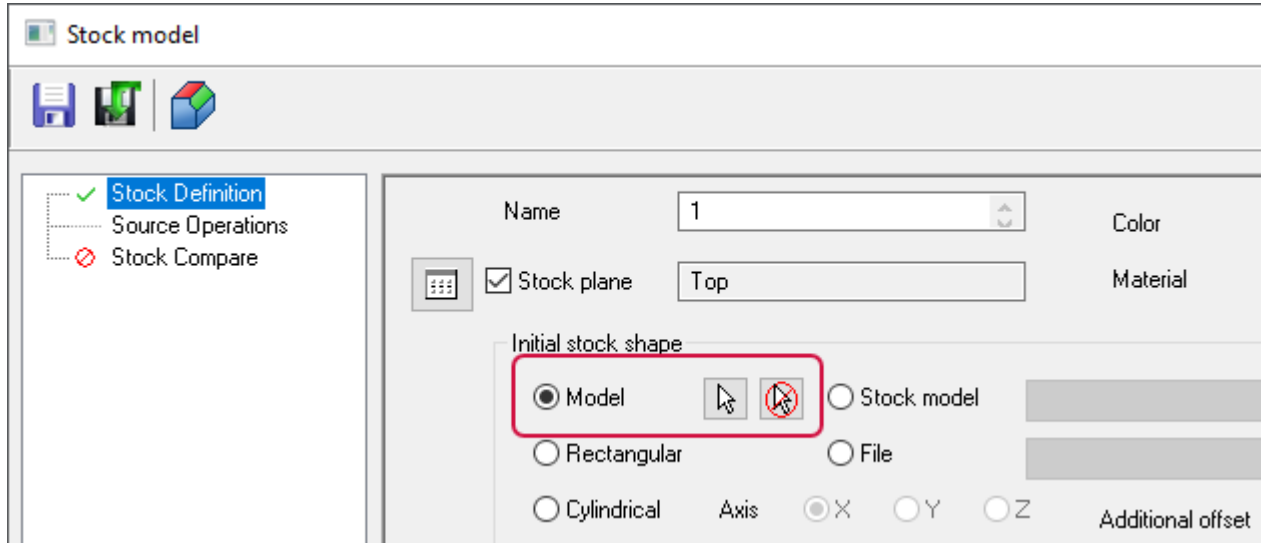 Stock model
Stock Definition
Source Operations
Stock Compare
Name 1 Color
Stock plane Top Material
Initial stock shape
Model Stock model
Rectangular File
Cylindrical Axis X Y Z Additional offset